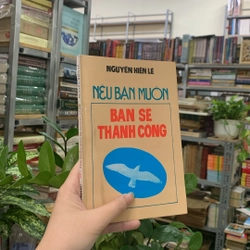 NGUYỄN HIẾN LÊ
NẾU BẠN MUỐN
BẠN SẼ
THÀNH CÔNG